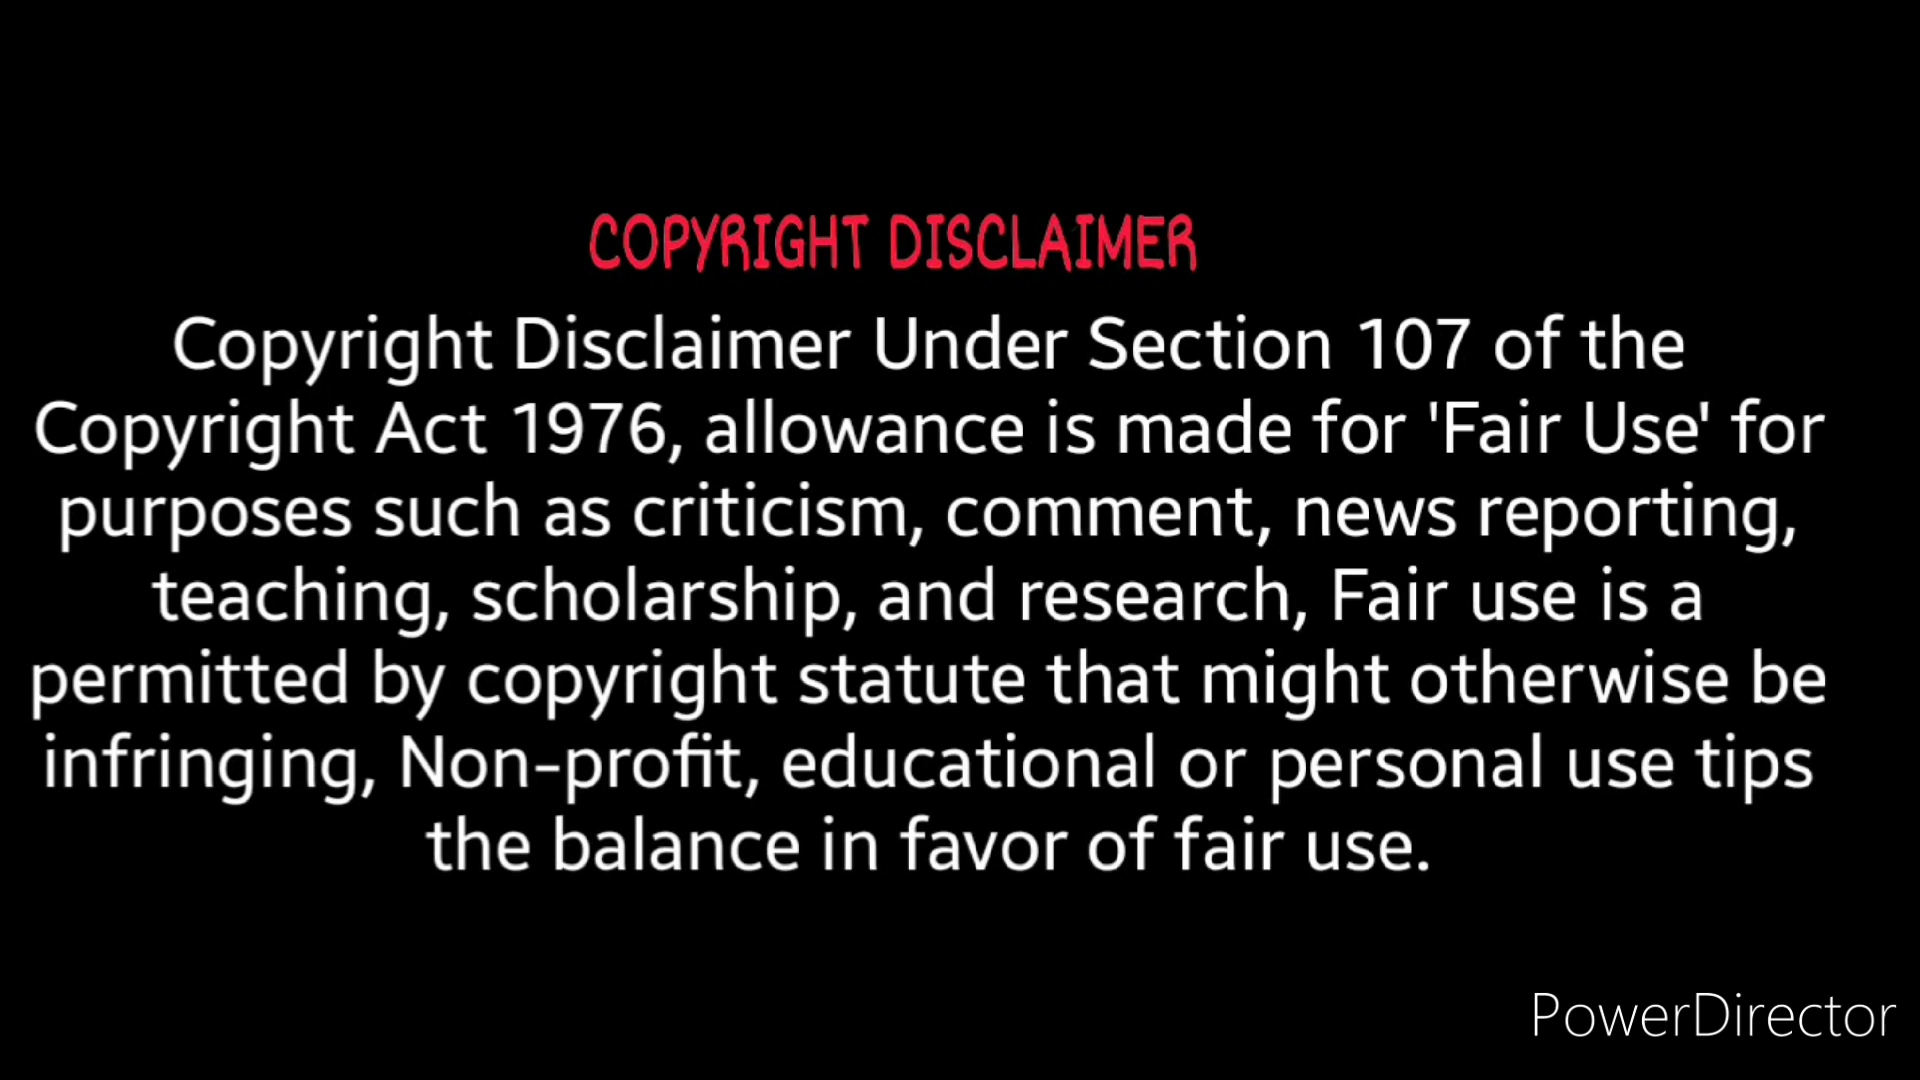 COPYRIGHT DISCLAIMER
Copyright Disclaimer Under Section 107 of the
Copyright Act 1976, allowance is made for 'Fair Use' for
purposes such as criticism, comment, news reporting,
teaching, scholarship, and research, Fair use is a
permitted by copyright statute that might otherwise be
infringing, Non-profit, educational or personal use tips
the balance in favor of fair use.
PowerDirector